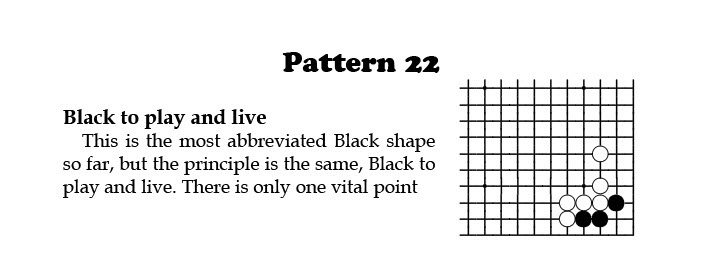 Pattern 22
Black to play and live
This is the most abbreviated Black shape
so far, but the principle is the same, Black to
play and live. There is only one vital point